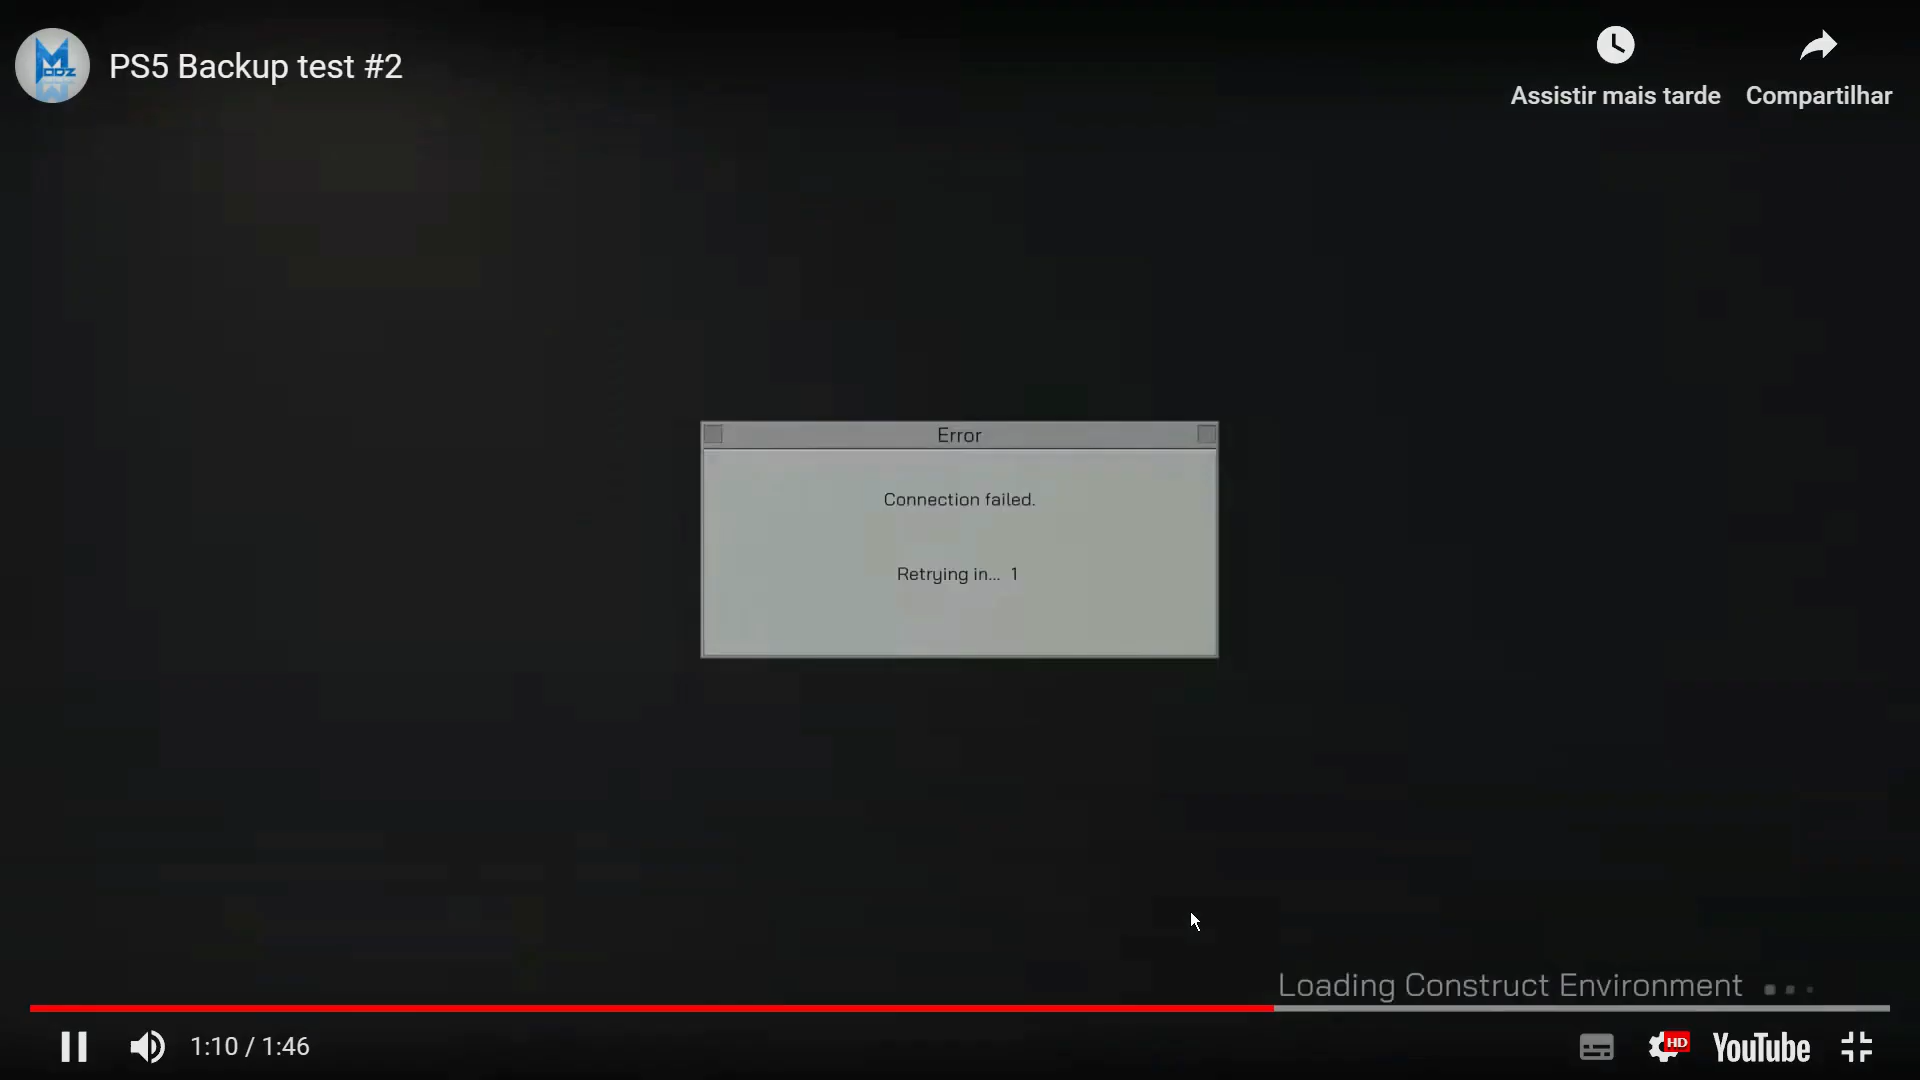 MODZ
PS5 Backup test #2
Assistir mais tarde
Compartilhar
Error
Connection failed.
Retrying in... 1
Loading Construct Environment
1:10 / 1:46
HD
YouTube